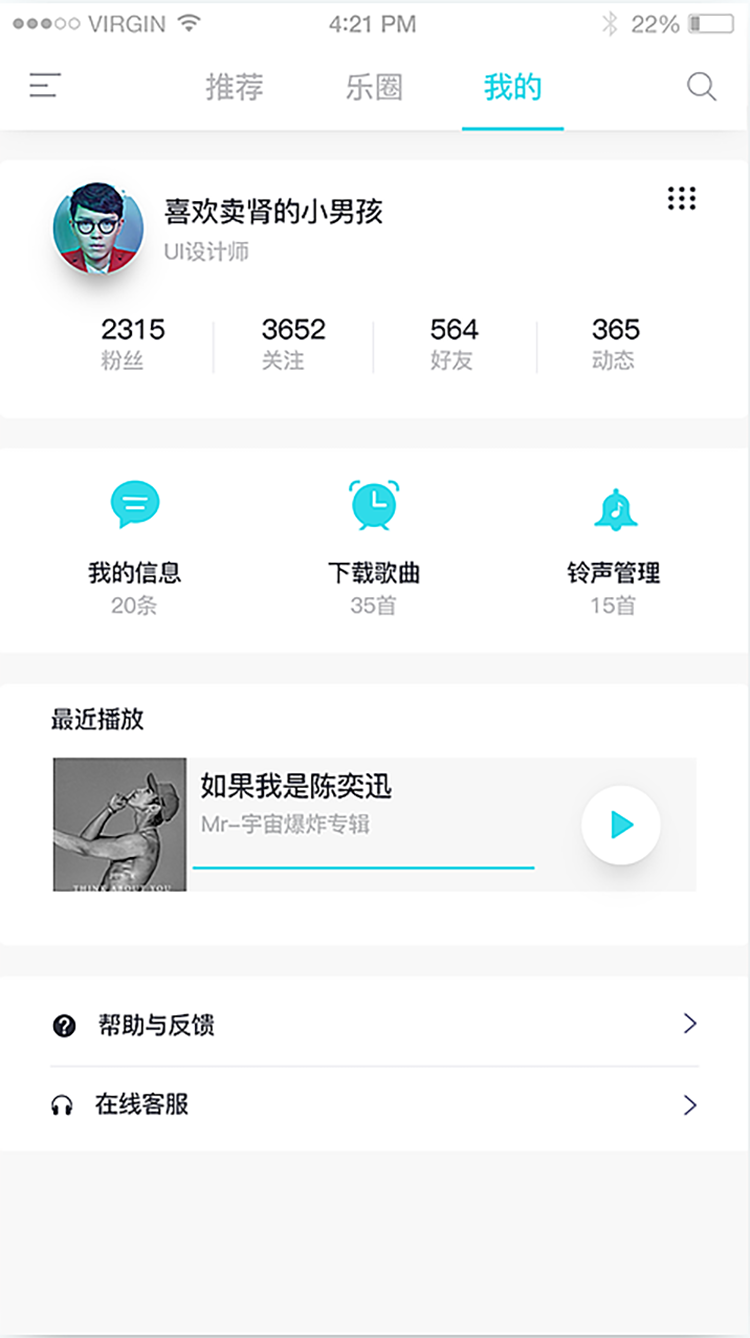 VIRGIN 4:21 PM 22%
推荐 乐圈 我的
喜欢卖肾的小男孩
UI设计师
2315 3652 564 365
粉丝 关注 好友 动态
我的信息 下载歌曲 铃声管理
20条 35首 15首
最近播放
如果我是陈奕迅
Mr-宇宙爆炸专辑
THINK ABOUT YOU
帮助与反馈
在线客服